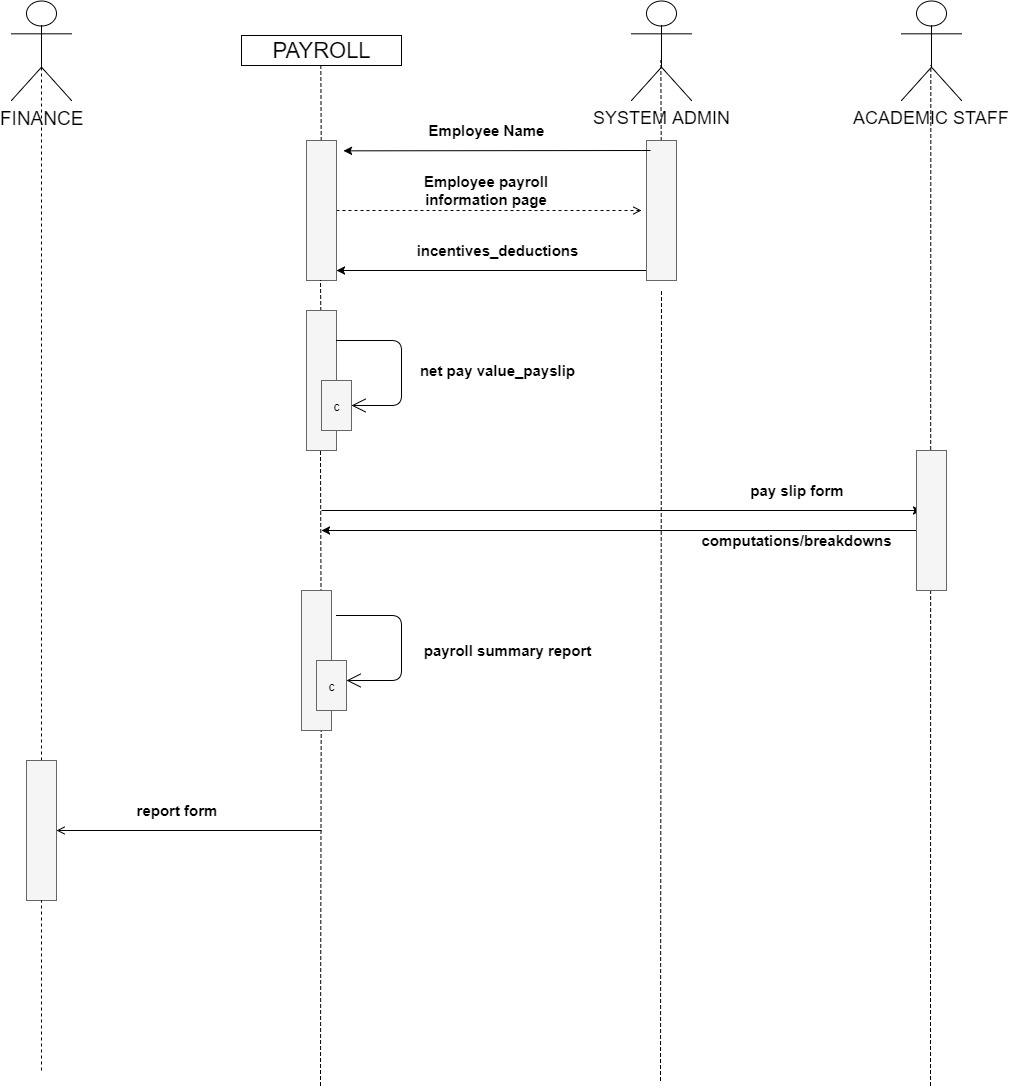 PAYROLL
FINANCE
SYSTEM ADMIN
ACADEMIC STAFF
Employee Name
Employee payroll
information page
incentives_deductions
net pay value_payslip
c
pay slip form
computations/breakdowns
payroll summary report
c
report form